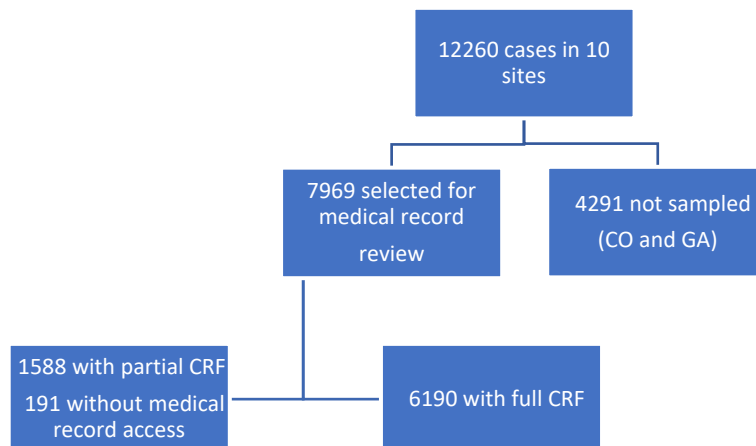 12260 cases in 10
sites
7969 selected for
medical record
review
4291 not sampled
(CO and GA)
1588 with partial CRF
191 without medical
record access
6190 with full CRF